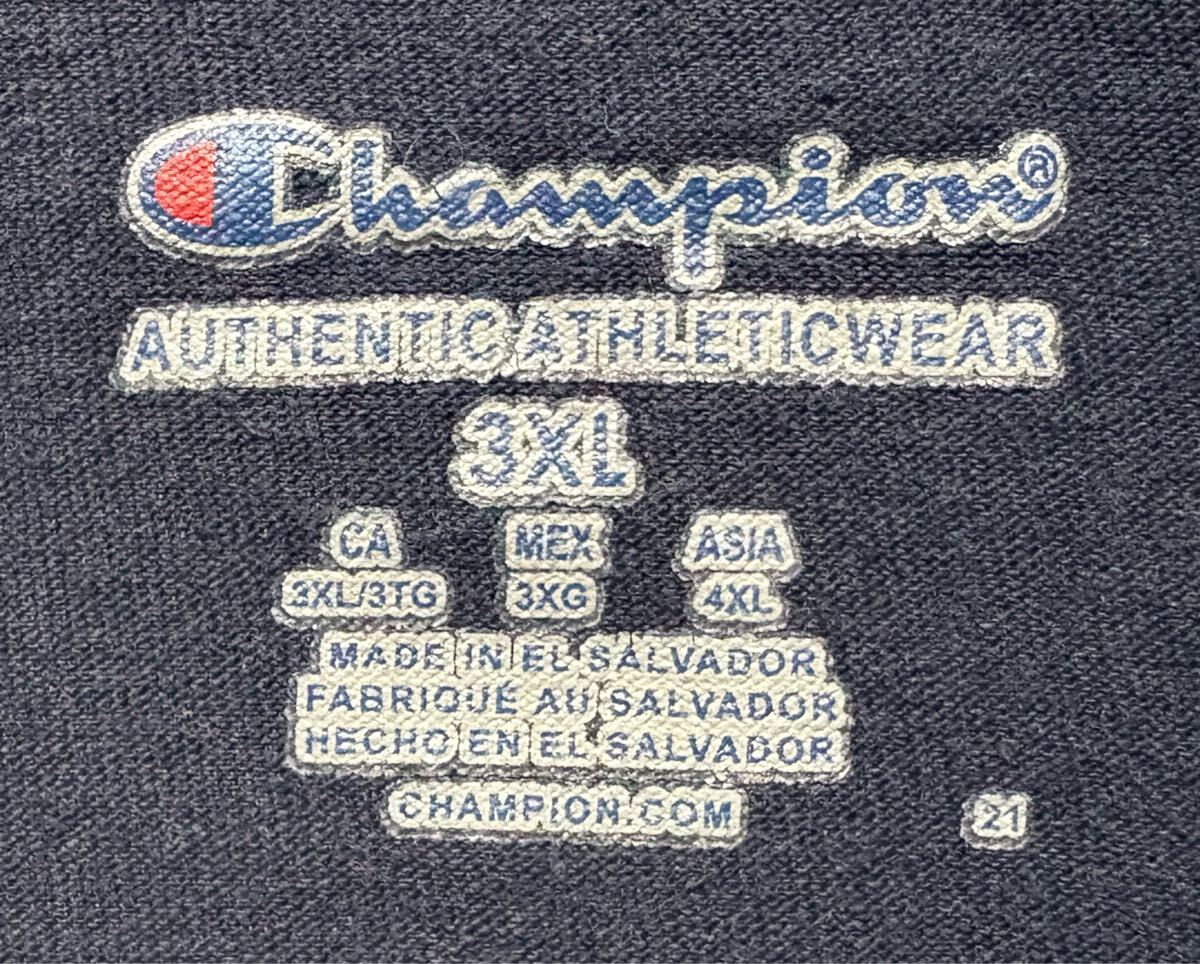 Champion®
AUTHENTIC ATHLETICWEAR
3XL
CA MEX ASIA
3XL/3TG 3XG 4XL
MADE IN EL SALVADOR
FABRIQUÉ AU SALVADOR
HECHO EN EL SALVADOR
CHAMPION.COM
21